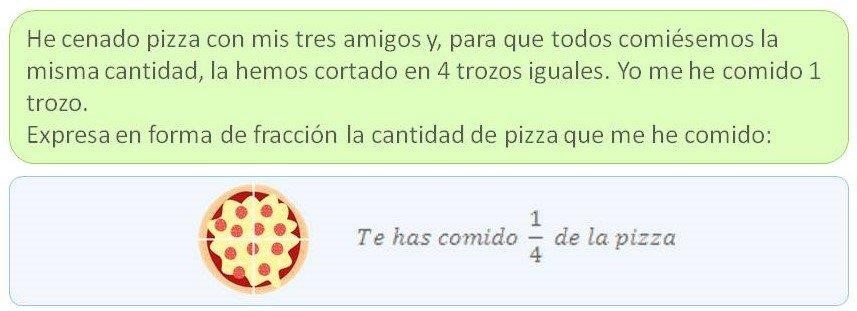 He cenado pizza con mis tres amigos y, para que todos comiésemos la
misma cantidad, la hemos cortado en 4 trozos iguales. Yo me he comido 1
trozo.
Expresa en forma de fracción la cantidad de pizza que me he comido:
Te has comido 1/4 de la pizza